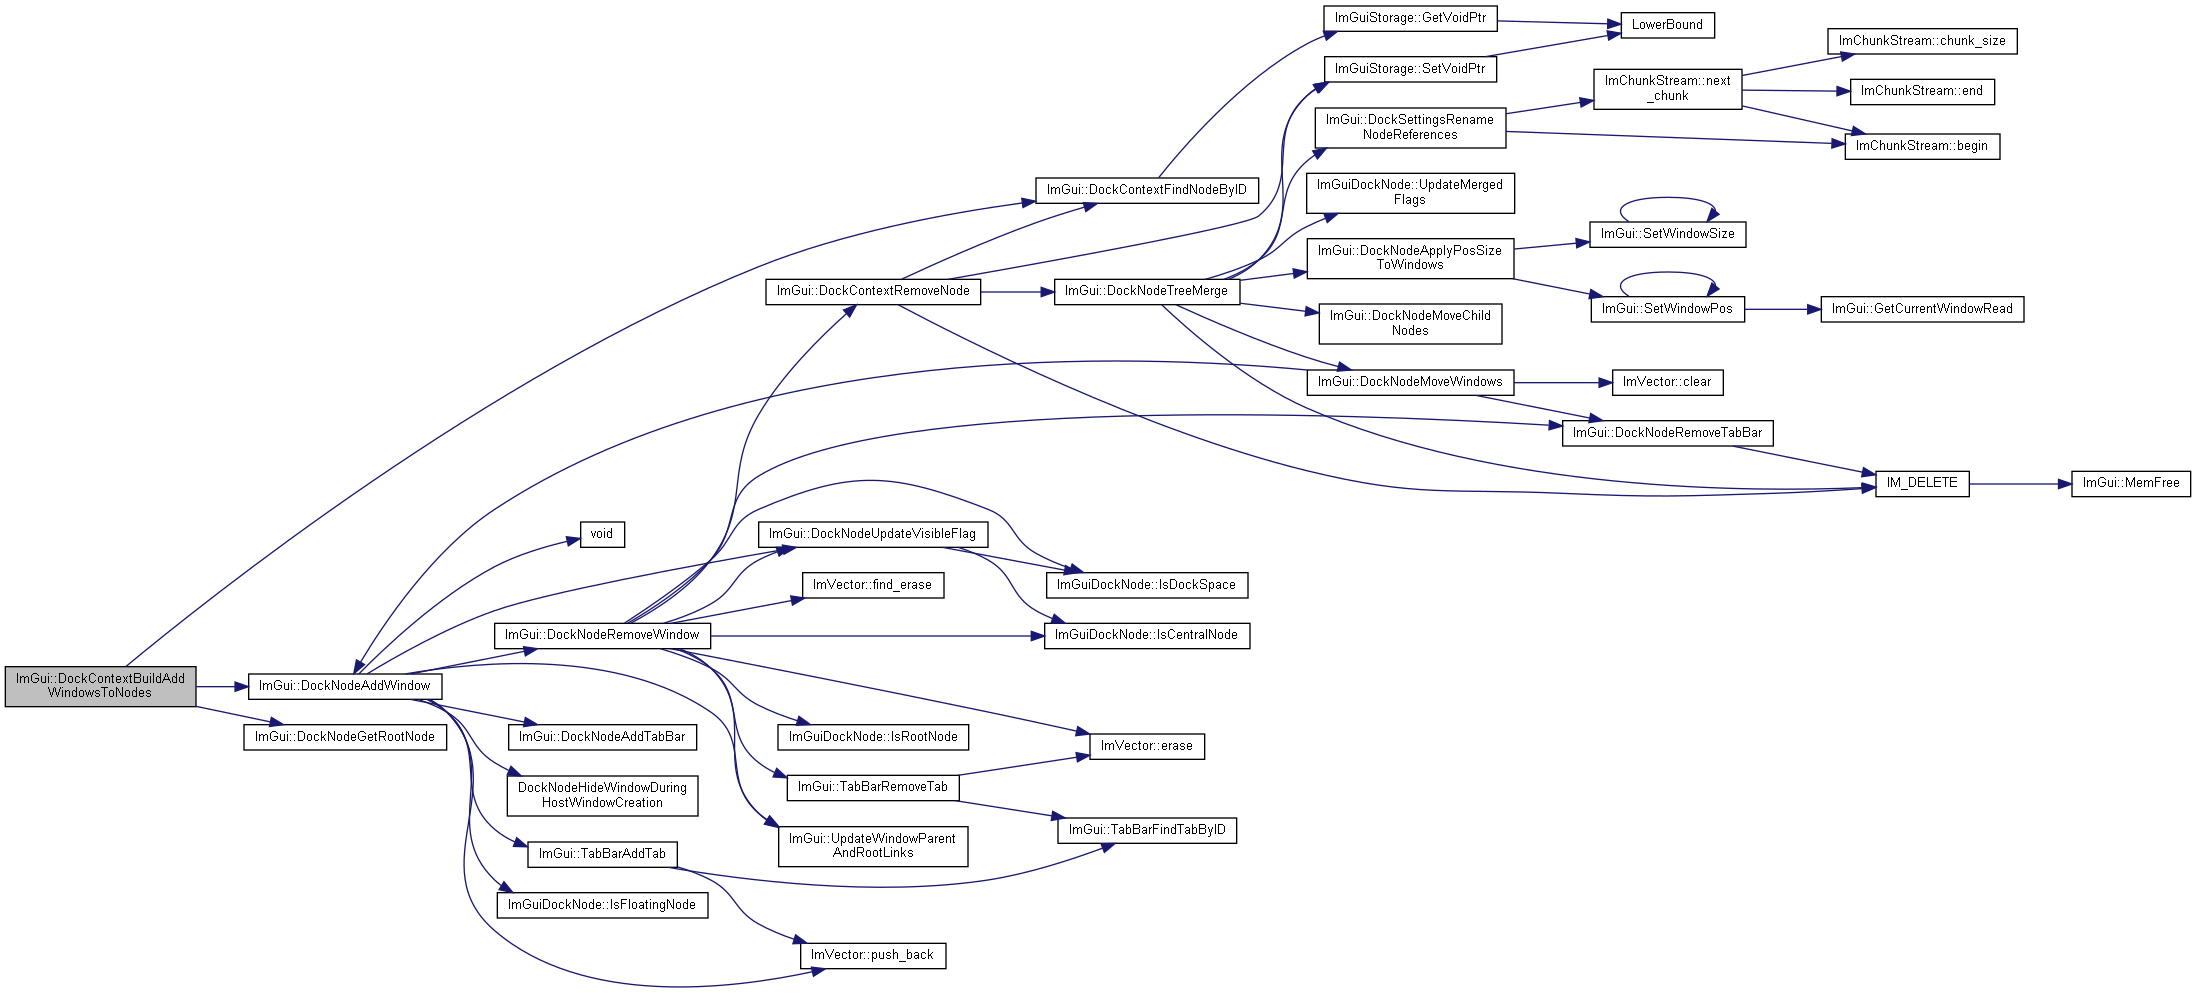 ImGuiStorage::GetVoidPtr
LowerBound
ImChunkStream::chunk_size
ImGuiStorage::SetVoidPtr
ImChunkStream::next
_chunk
ImChunkStream::end
ImGui::DockSettingsRename
NodeReferences
ImChunkStream::begin
ImGui::DockContextFindNodeByID
ImGuiDockNode::UpdateMerged
Flags
ImGui::SetWindowSize
ImGui::DockNodeApplyPosSize
ToWindows
ImGui::DockContextRemoveNode
ImGui::DockNodeTreeMerge
ImGui::SetWindowPos
ImGui::GetCurrentWindowRead
ImGui::DockNodeMoveChild
Nodes
ImGui::DockNodeMoveWindows
ImVector::clear
ImGui::DockNodeRemoveTabBar
IM_DELETE
ImGui::MemFree
void
ImGui::DockNodeUpdateVisibleFlag
ImVector::find_erase
ImGuiDockNode::IsDockSpace
ImGui::DockNodeRemoveWindow
ImGuiDockNode::IsCentralNode
ImGui::DockContextBuildAdd
WindowsToNodes
ImGui::DockNodeAddWindow
ImGui::DockNodeGetRootNode
ImGui::DockNodeAddTabBar
ImGuiDockNode::IsRootNode
ImVector::erase
DockNodeHideWindowDuring
HostWindowCreation
ImGui::TabBarRemoveTab
ImGui::TabBarFindTabByID
ImGui::UpdateWindowParent
AndRootLinks
ImGui::TabBarAddTab
ImGuiDockNode::IsFloatingNode
ImVector::push_back